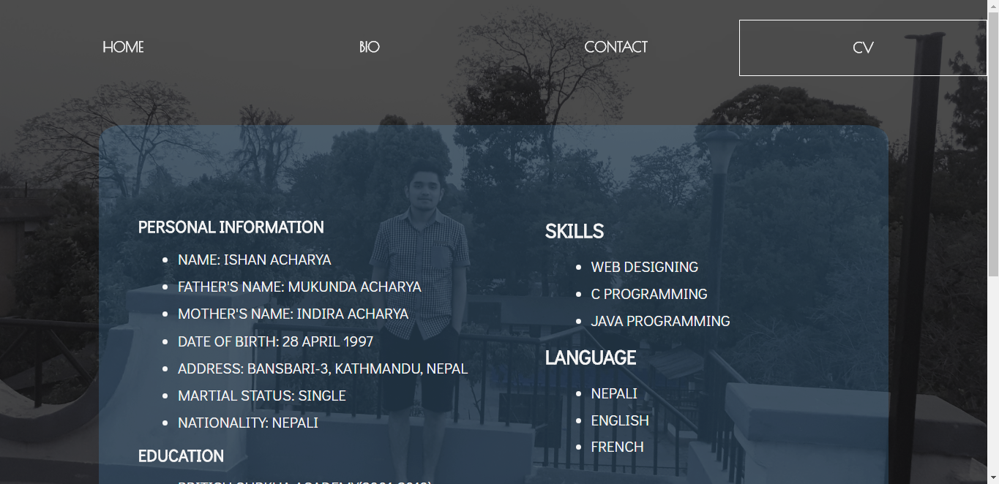 HOME
BIO
CONTACT
CV
PERSONAL INFORMATION
NAME: ISHAN ACHARYA
FATHER'S NAME: MUKUNDA ACHARYA
MOTHER'S NAME: INDIRA ACHARYA
DATE OF BIRTH: 28 APRIL 1997
ADDRESS: BANSBARI-3, KATHMANDU, NEPAL
MARTIAL STATUS: SINGLE
NATIONALITY: NEPALI
EDUCATION
SKILLS
WEB DESIGNING
C PROGRAMMING
JAVA PROGRAMMING
LANGUAGE
NEPALI
ENGLISH
FRENCH